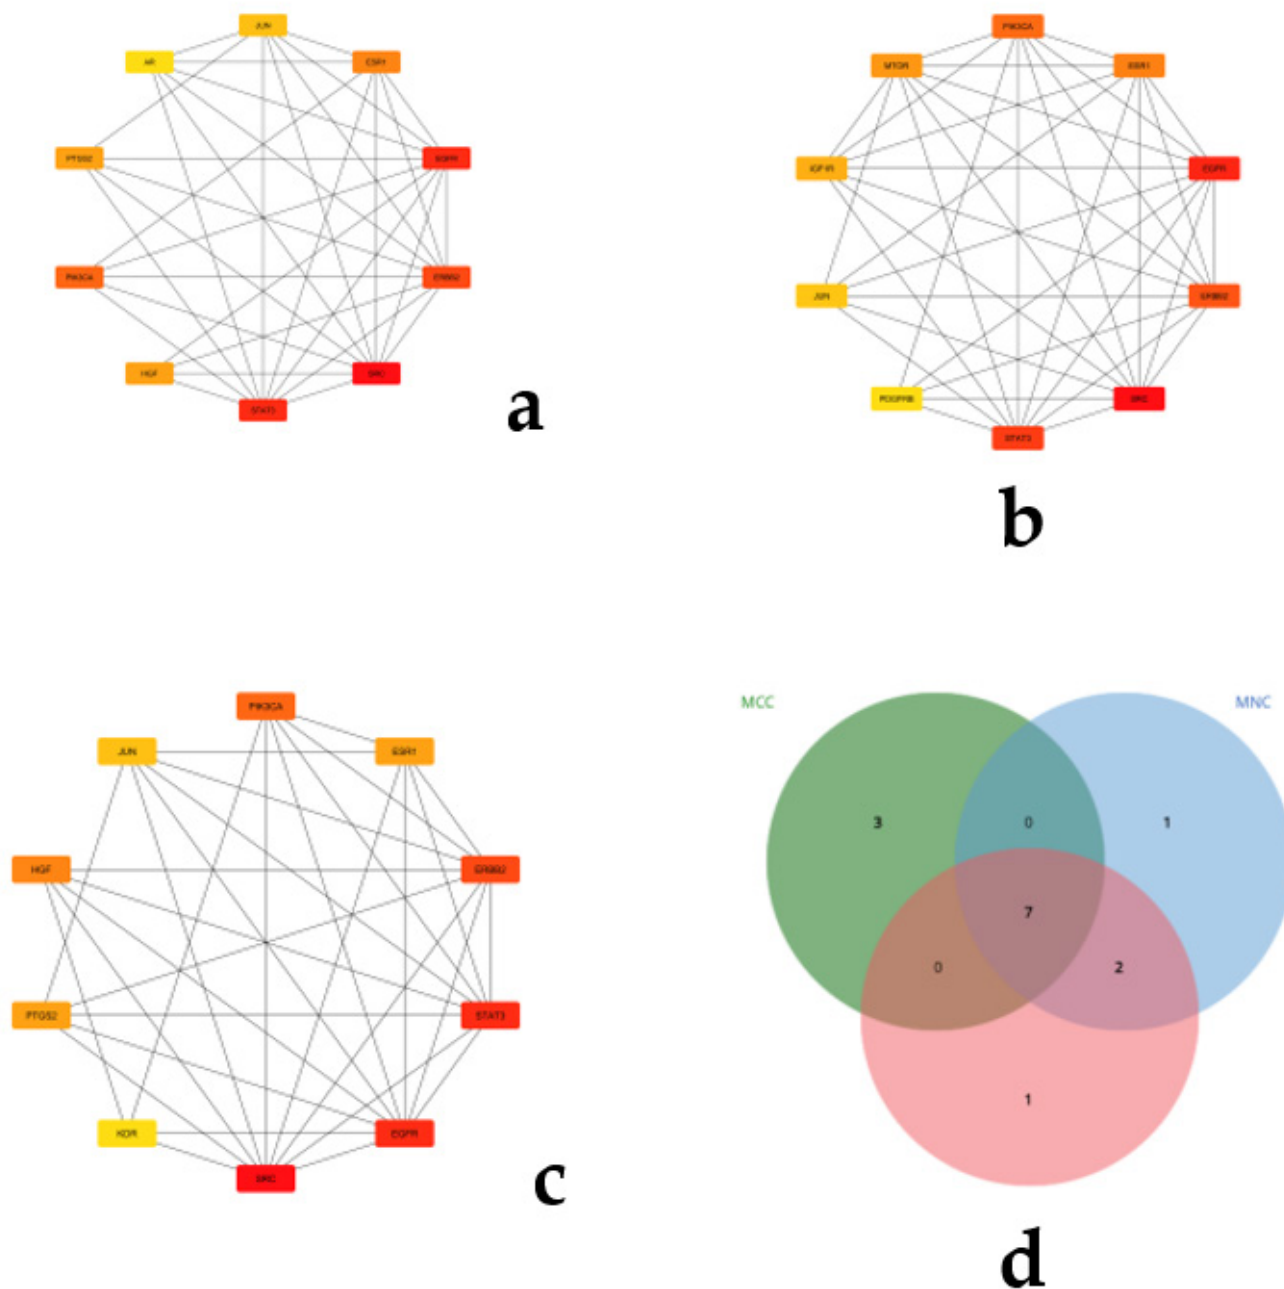 JUN
AR
ESR1
PTGS2
EGFR
PIK3CA
ERBB2
HGF
SRC
STAT3
a
PIK3CA
MTOR
ESR1
IGF1R
EGFR
JUN
ERBB2
PDGFRB
SRC
STAT3
b
PIK3CA
JUN
ESR1
HGF
ERBB2
PTGS2
STAT3
KDR
EGFR
SRC
c
MCC
MNC
3
0
1
7
0
2
1
d